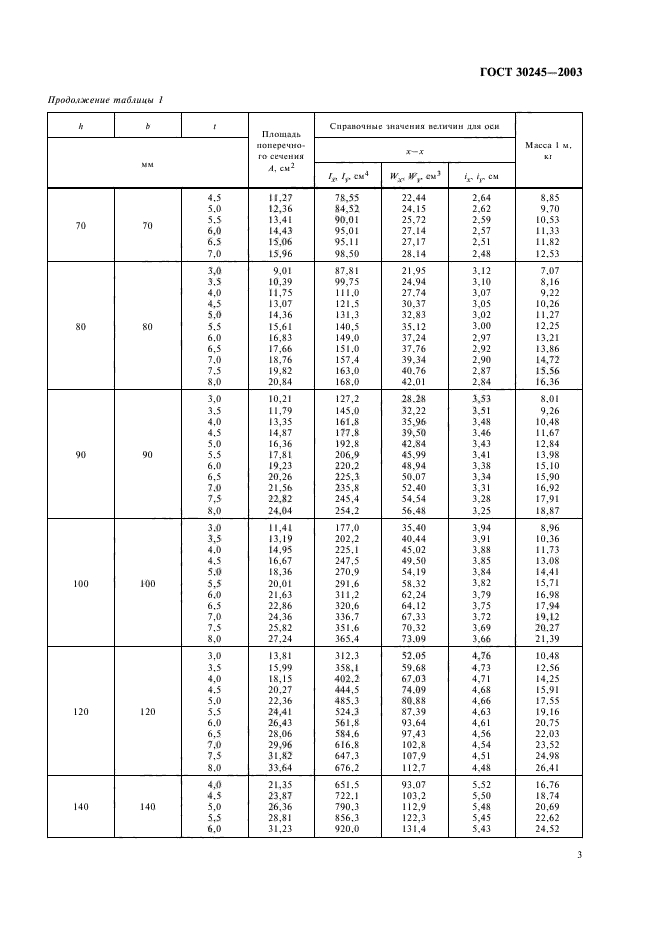 ГОСТ 30245—2003
Продолжение таблицы 1
h b t Площадь поперечно-го сечения A, см² Справочные значения величин для оси Масса 1 м, кг
мм x—x
Ix, Iy, см⁴ Wx, Wy, см³ ix, iy, см
70 70
4,5 11,27 78,55 22,44 2,64 8,85
5,0 12,36 84,52 24,15 2,62 9,70
5,5 13,41 90,01 25,72 2,59 10,53
6,0 14,43 95,01 27,14 2,57 11,33
6,5 15,06 95,11 27,17 2,51 11,82
7,0 15,96 98,50 28,14 2,48 12,53
80 80
3,0 9,01 87,81 21,95 3,12 7,07
3,5 10,39 99,75 24,94 3,10 8,16
4,0 11,75 111,0 27,74 3,07 9,22
4,5 13,07 121,5 30,37 3,05 10,26
5,0 14,36 131,3 32,83 3,02 11,27
5,5 15,61 140,5 35,12 3,00 12,25
6,0 16,83 149,0 37,24 2,97 13,21
6,5 17,66 151,0 37,76 2,92 13,86
7,0 18,76 157,4 39,34 2,90 14,72
7,5 19,82 163,0 40,76 2,87 15,56
8,0 20,84 168,0 42,01 2,84 16,36
90 90
3,0 10,21 127,2 28,28 3,53 8,01
3,5 11,79 145,0 32,22 3,51 9,26
4,0 13,35 161,8 35,96 3,48 10,48
4,5 14,87 177,8 39,50 3,46 11,67
5,0 16,36 192,8 42,84 3,43 12,84
5,5 17,81 206,9 45,99 3,41 13,98
6,0 19,23 220,2 48,94 3,38 15,10
6,5 20,26 225,3 50,07 3,34 15,90
7,0 21,56 235,8 52,40 3,31 16,92
7,5 22,82 245,4 54,54 3,28 17,91
8,0 24,04 254,2 56,48 3,25 18,87
100 100
3,0 11,41 177,0 35,40 3,94 8,96
3,5 13,19 202,2 40,44 3,91 10,36
4,0 14,95 225,1 45,02 3,88 11,73
4,5 16,67 247,5 49,50 3,85 13,08
5,0 18,36 270,9 54,19 3,84 14,41
5,5 20,01 291,6 58,32 3,82 15,71
6,0 21,63 311,2 62,24 3,79 16,98
6,5 22,86 320,6 64,12 3,75 17,94
7,0 24,36 336,7 67,33 3,72 19,12
7,5 25,82 351,6 70,32 3,69 20,27
8,0 27,24 365,4 73,09 3,66 21,39
120 120
3,0 13,81 312,3 52,05 4,76 10,48
3,5 15,99 358,1 59,68 4,73 12,56
4,0 18,15 402,2 67,03 4,71 14,25
4,5 20,27 444,5 74,09 4,68 15,91
5,0 22,36 485,3 80,88 4,66 17,55
5,5 24,41 524,3 87,39 4,63 19,16
6,0 26,43 561,8 93,64 4,61 20,75
6,5 28,06 584,6 97,43 4,56 22,03
7,0 29,96 616,8 102,8 4,54 23,52
7,5 31,82 647,3 107,9 4,51 24,98
8,0 33,64 676,2 112,7 4,48 26,41
140 140
4,0 21,35 651,5 93,07 5,52 16,76
4,5 23,87 722,1 103,2 5,50 18,74
5,0 26,36 790,3 112,9 5,48 20,69
5,5 28,81 856,3 122,3 5,45 22,62
6,0 31,23 920,0 131,4 5,43 24,52
3